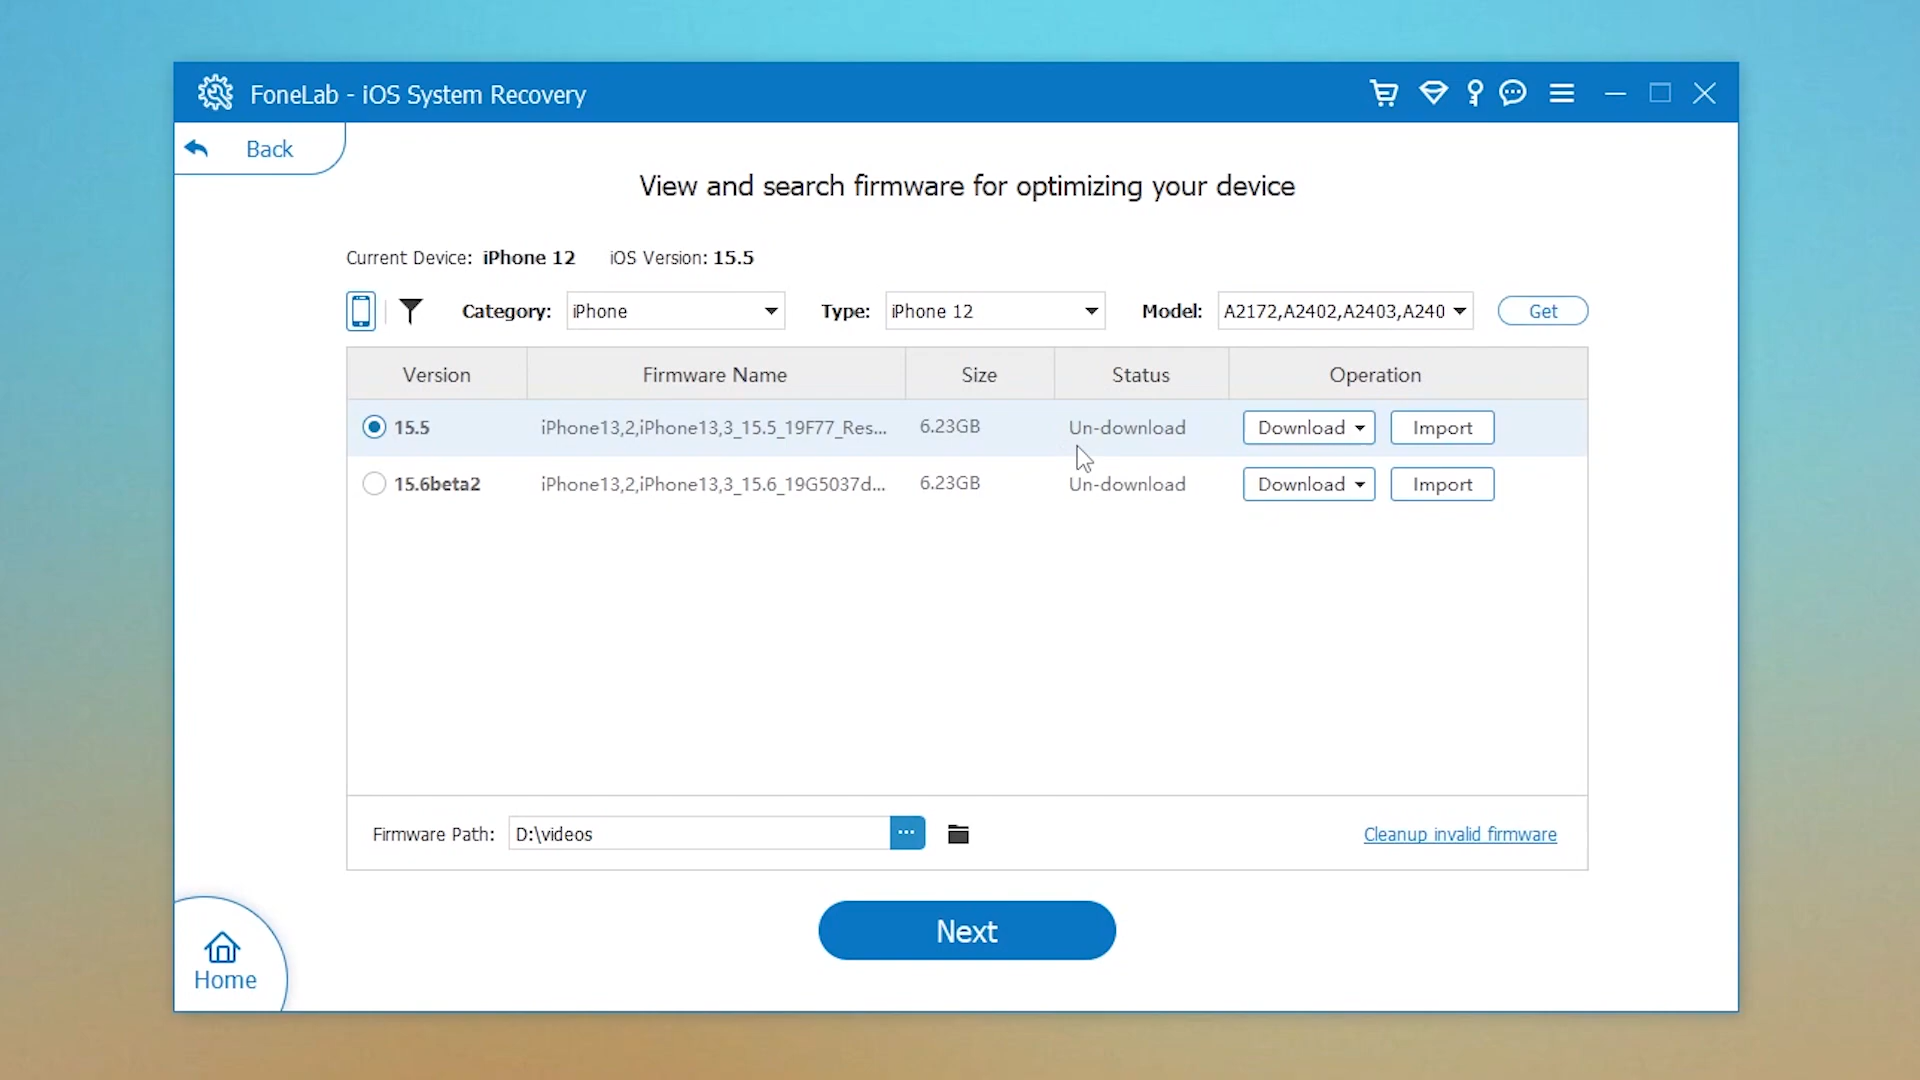 FoneLab - iOS System Recovery
Back
View and search firmware for optimizing your device
Current Device: iPhone 12 iOS Version: 15.5
Category: iPhone Type: iPhone 12 Model: A2172,A2402,A2403,A240 Get
Version Firmware Name Size Status Operation
15.5 iPhone13,2,iPhone13,3_15.5_19F77_Res... 6.23GB Un-download Download Import
15.6beta2 iPhone13,2,iPhone13,3_15.6_19G5037d... 6.23GB Un-download Download Import
Firmware Path: D:\videos ... Cleanup invalid firmware
Next
Home